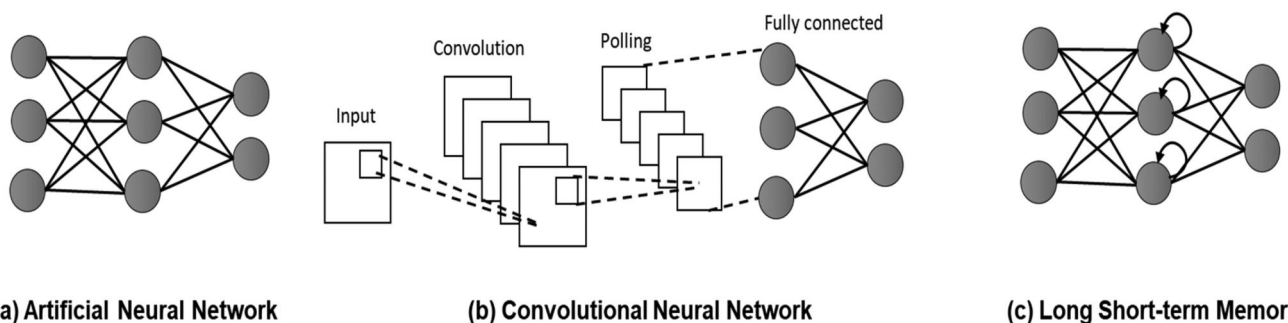 Input
Convolution
Polling
Fully connected
a) Artificial Neural Network
(b) Convolutional Neural Network
(c) Long Short-term Memor